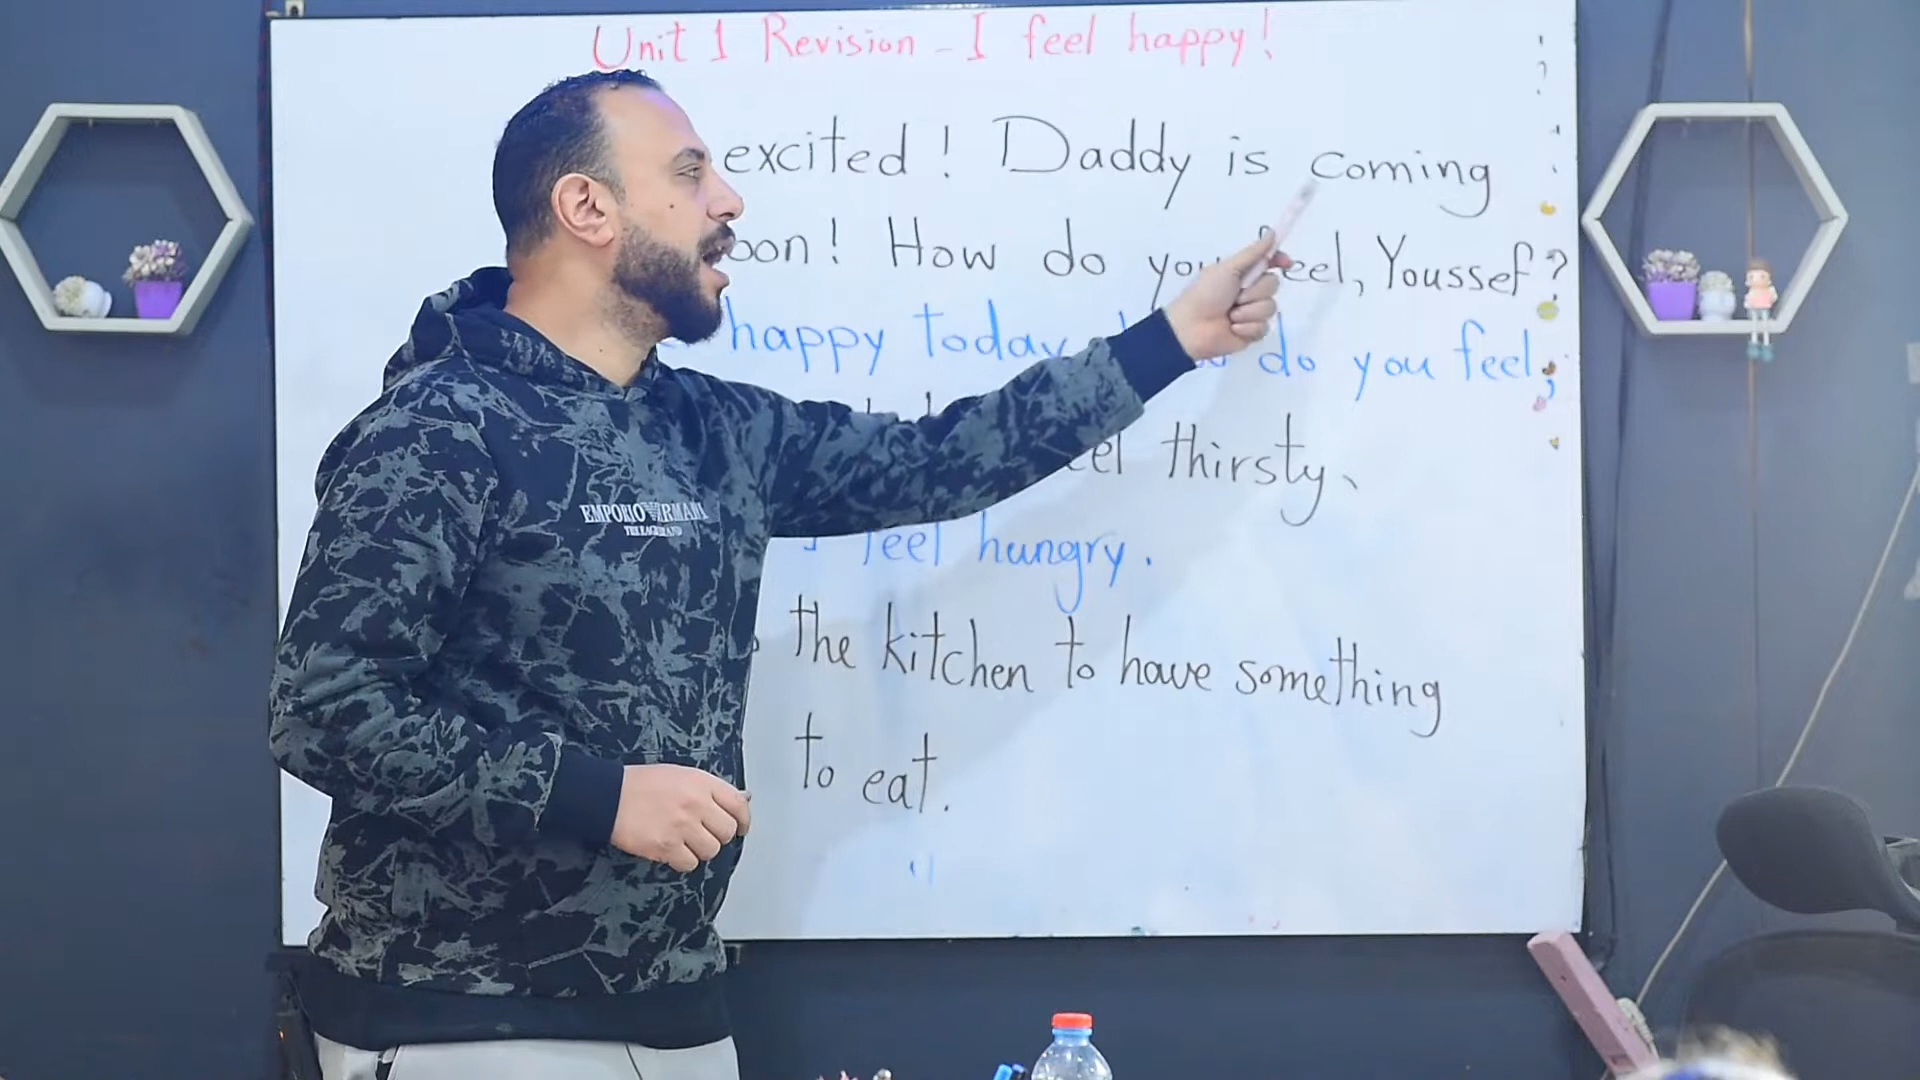 Unit 1 Revision - I feel happy!
excited! Daddy is coming
How do you feel, Youssef?
happy today do you feel,
thirsty
feel hungry.
the kitchen to have something
to eat.
EMPORIO ARMANI